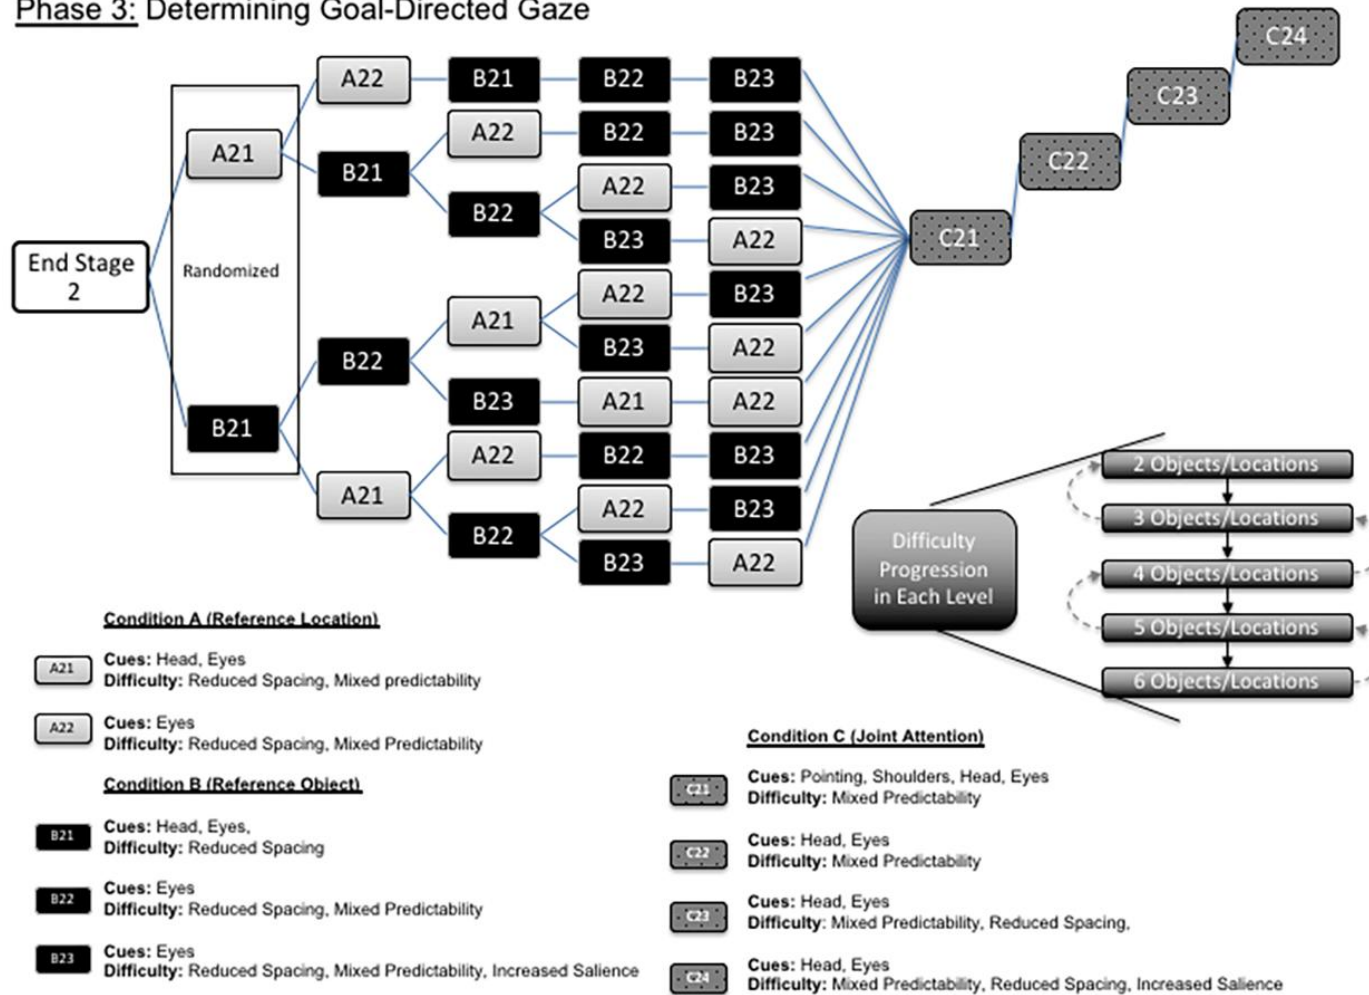 Phase 3: Determining Goal-Directed Gaze
C24
C23
C22
C21
A22 B21 B22 B23
A21
A22 B22 B23
B21
A22 B23
B22
B23 A22
End Stage
2
Randomized
A22 B23
A21
B23 A22
B22
B23 A21 A22
B21
A22 B22 B23
A21
A22 B23
B22
B23 A22
Difficulty
Progression
in Each Level
2 Objects/Locations
3 Objects/Locations
4 Objects/Locations
5 Objects/Locations
6 Objects/Locations
Condition A (Reference Location)
A21
Cues: Head, Eyes
Difficulty: Reduced Spacing, Mixed predictability
A22
Cues: Eyes
Difficulty: Reduced Spacing, Mixed Predictability
Condition B (Reference Object)
B21
Cues: Head, Eyes,
Difficulty: Reduced Spacing
B22
Cues: Eyes
Difficulty: Reduced Spacing, Mixed Predictability
B23
Cues: Eyes
Difficulty: Reduced Spacing, Mixed Predictability, Increased Salience
Condition C (Joint Attention)
C21
Cues: Pointing, Shoulders, Head, Eyes
Difficulty: Mixed Predictability
C22
Cues: Head, Eyes
Difficulty: Mixed Predictability
C23
Cues: Head, Eyes
Difficulty: Mixed Predictability, Reduced Spacing,
C24
Cues: Head, Eyes
Difficulty: Mixed Predictability, Reduced Spacing, Increased Salience